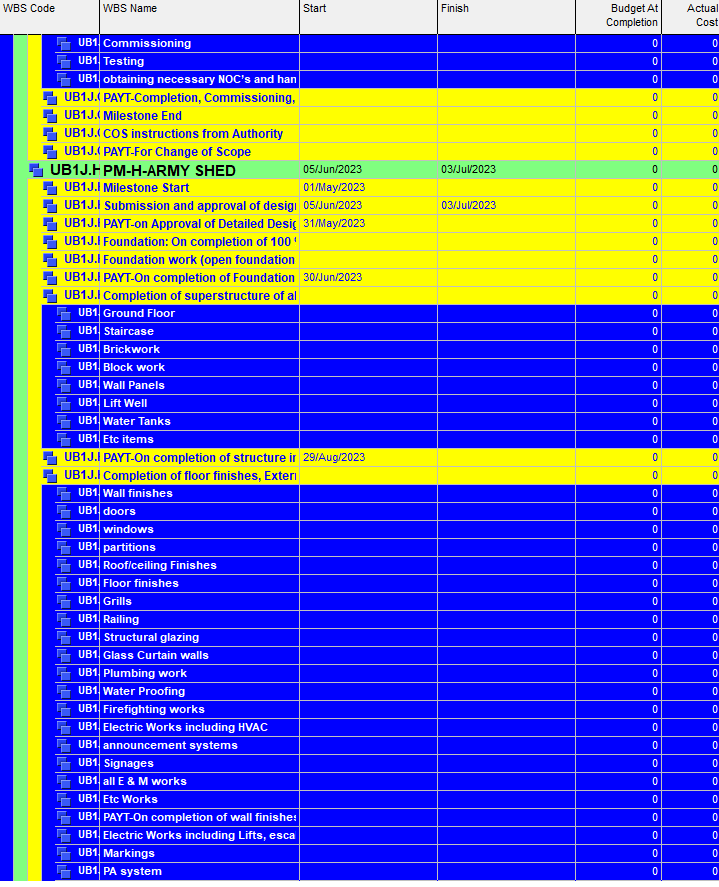 WBS Code WBS Name Start Finish Budget At Completion Actual Cost
UB1. Commissioning 0 0
UB1. Testing 0 0
UB1. obtaining necessary NOC's and han 0 0
UB1J. PAYT-Completion, Commissioning, 0 0
UB1J. Milestone End 0 0
UB1J. COS instructions from Authority 0 0
UB1J. PAYT-For Change of Scope 0 0
UB1J.H PM-H-ARMY SHED 05/Jun/2023 03/Jul/2023 0 0
UB1J. Milestone Start 01/May/2023 0 0
UB1J. Submission and approval of desig 05/Jun/2023 03/Jul/2023 0 0
UB1J. PAYT-on Approval of Detailed Desig 31/May/2023 0 0
UB1J. Foundation: On completion of 100 0 0
UB1J. Foundation work (open foundation 0 0
UB1J. PAYT-On completion of Foundation 30/Jun/2023 0 0
UB1J. Completion of superstructure of al 0 0
UB1. Ground Floor 0 0
UB1. Staircase 0 0
UB1. Brickwork 0 0
UB1. Block work 0 0
UB1. Wall Panels 0 0
UB1. Lift Well 0 0
UB1. Water Tanks 0 0
UB1. Etc items 0 0
UB1J. PAYT-On completion of structure in 29/Aug/2023 0 0
UB1J. Completion of floor finishes, Exter 0 0
UB1. Wall finishes 0 0
UB1. doors 0 0
UB1. windows 0 0
UB1. partitions 0 0
UB1. Roof/ceiling Finishes 0 0
UB1. Floor finishes 0 0
UB1. Grills 0 0
UB1. Railing 0 0
UB1. Structural glazing 0 0
UB1. Glass Curtain walls 0 0
UB1. Plumbing work 0 0
UB1. Water Proofing 0 0
UB1. Firefighting works 0 0
UB1. Electric Works including HVAC 0 0
UB1. announcement systems 0 0
UB1. Signages 0 0
UB1. all E & M works 0 0
UB1. Etc Works 0 0
UB1. PAYT-On completion of wall finishes 0 0
UB1. Electric Works including Lifts, esca 0 0
UB1. Markings 0 0
UB1. PA system 0 0